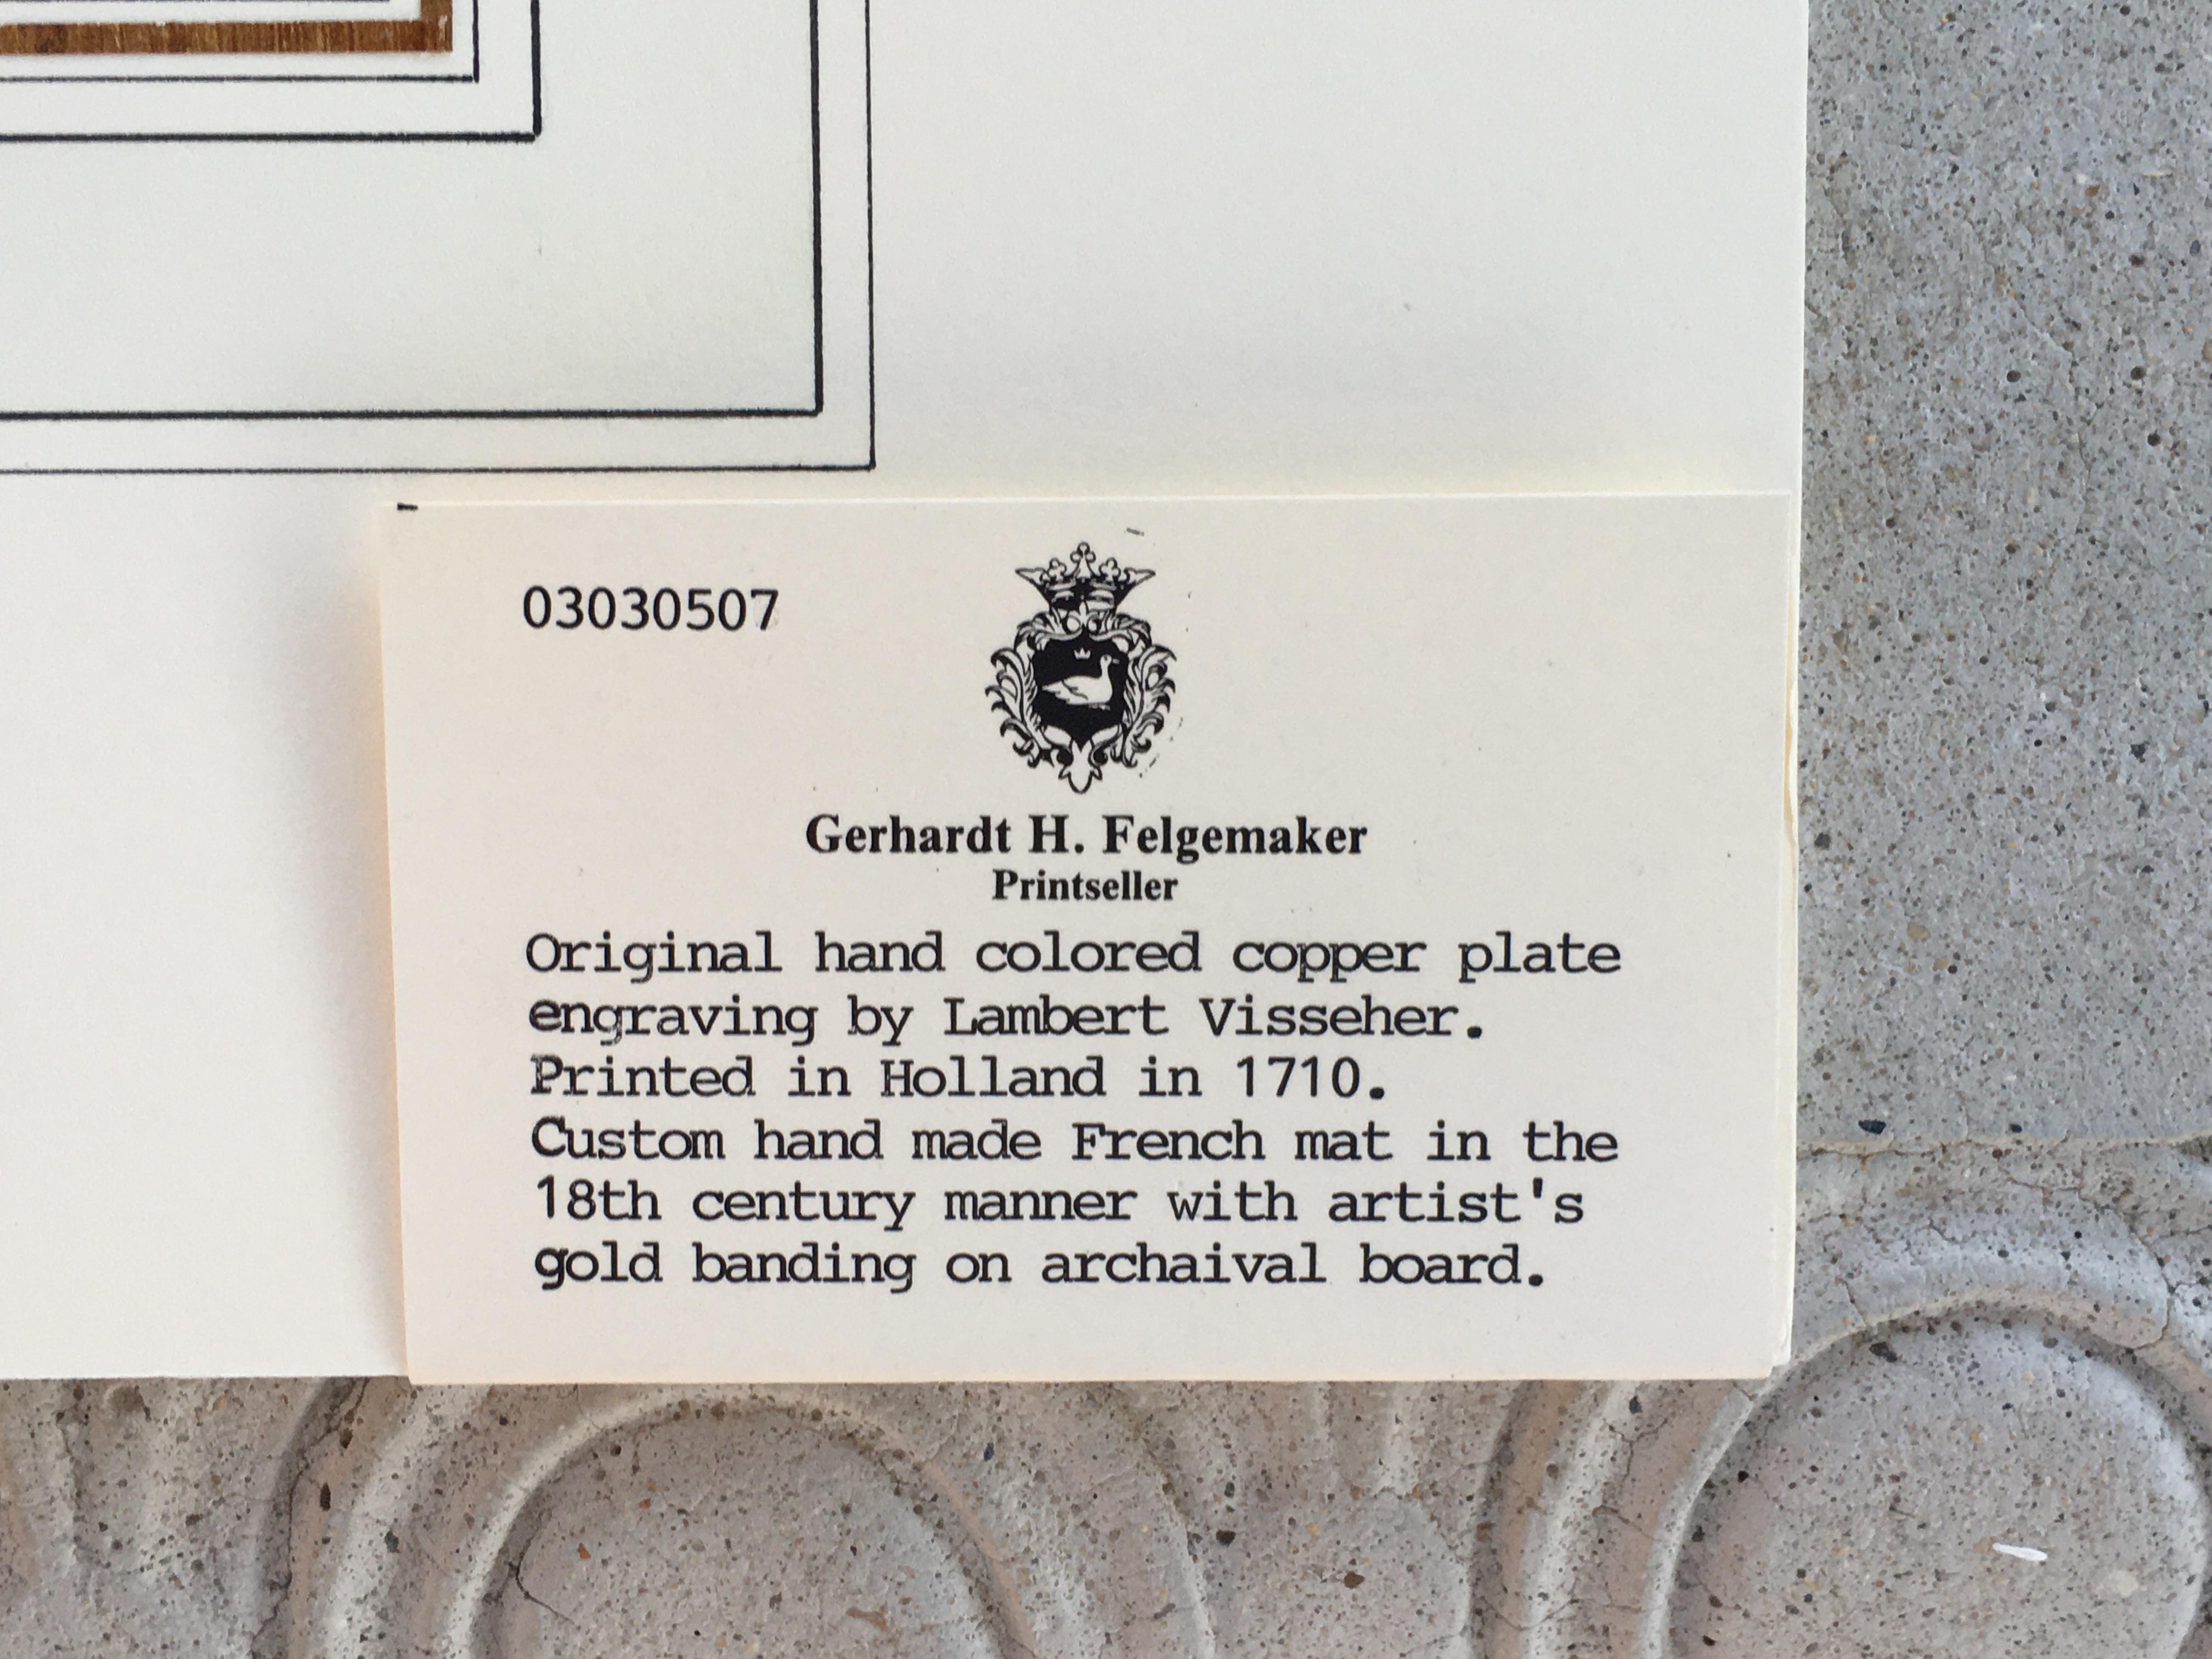 03030507
Gerhardt H. Felgemaker
Printseller
Original hand colored copper plate
engraving by Lambert Visseher.
Printed in Holland in 1710.
Custom hand made French mat in the
18th century manner with artist's
gold banding on archaival board.